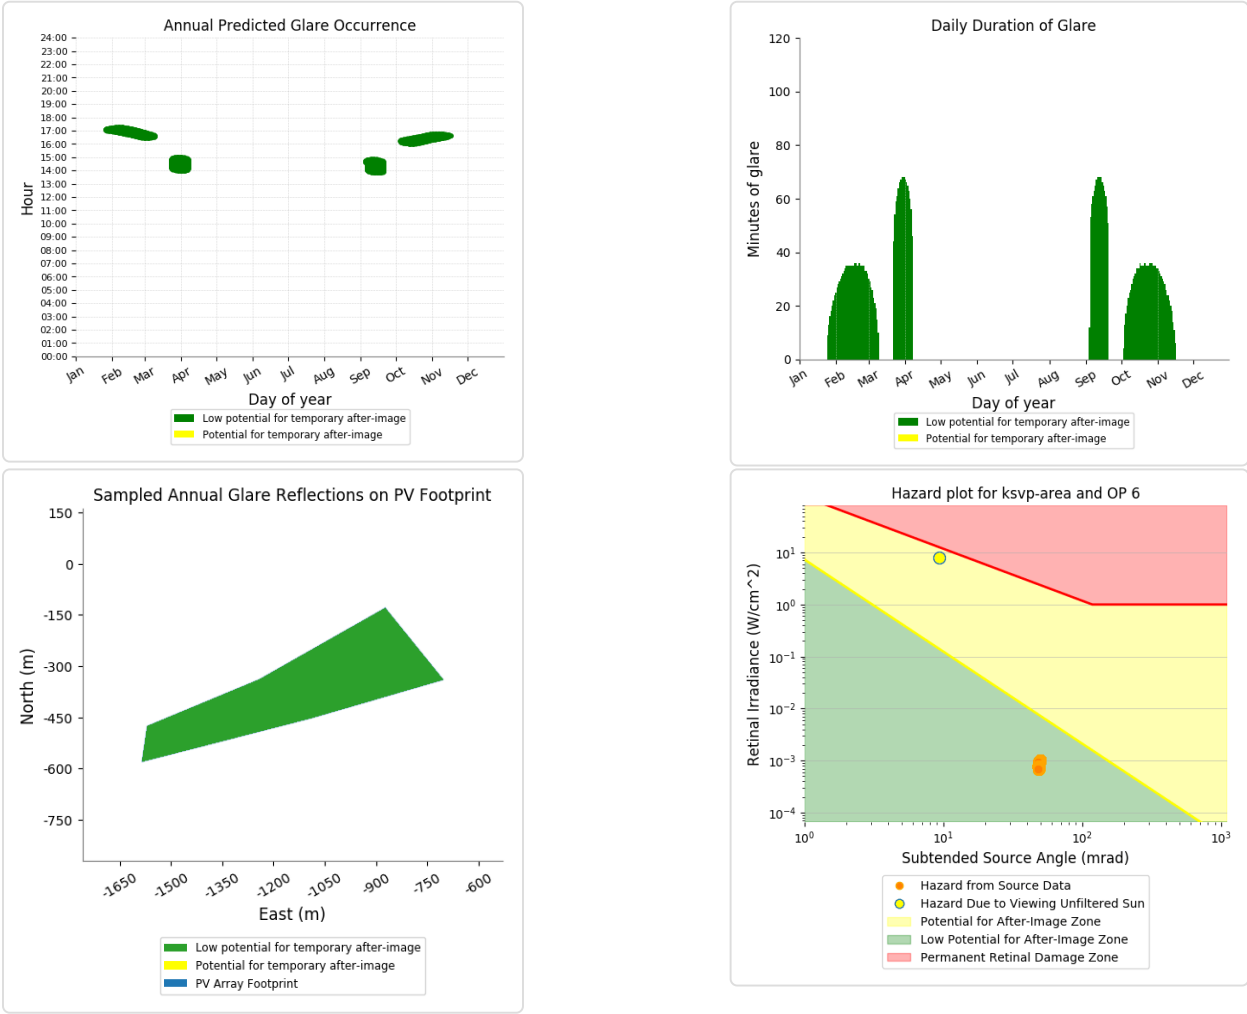 Annual Predicted Glare Occurrence
24:00
23:00
22:00
21:00
20:00
19:00
18:00
17:00
16:00
15:00
14:00
13:00
12:00
11:00
10:00
09:00
08:00
07:00
06:00
05:00
04:00
03:00
02:00
01:00
00:00
Hour
Jan Feb Mar Apr May Jun Jul Aug Sep Oct Nov Dec
Day of year
Low potential for temporary after-image
Potential for temporary after-image
Daily Duration of Glare
120
100
80
60
40
20
0
Minutes of glare
Jan Feb Mar Apr May Jun Jul Aug Sep Oct Nov Dec
Day of year
Low potential for temporary after-image
Potential for temporary after-image
Sampled Annual Glare Reflections on PV Footprint
150
0
-150
-300
-450
-600
-750
North (m)
-1650 -1500 -1350 -1200 -1050 -900 -750 -600
East (m)
Low potential for temporary after-image
Potential for temporary after-image
PV Array Footprint
Hazard plot for ksvp-area and OP 6
10^1
10^0
10^-1
10^-2
10^-3
10^-4
Retinal Irradiance (W/cm^2)
10^0 10^1 10^2 10^3
Subtended Source Angle (mrad)
Hazard from Source Data
Hazard Due to Viewing Unfiltered Sun
Potential for After-Image Zone
Low Potential for After-Image Zone
Permanent Retinal Damage Zone